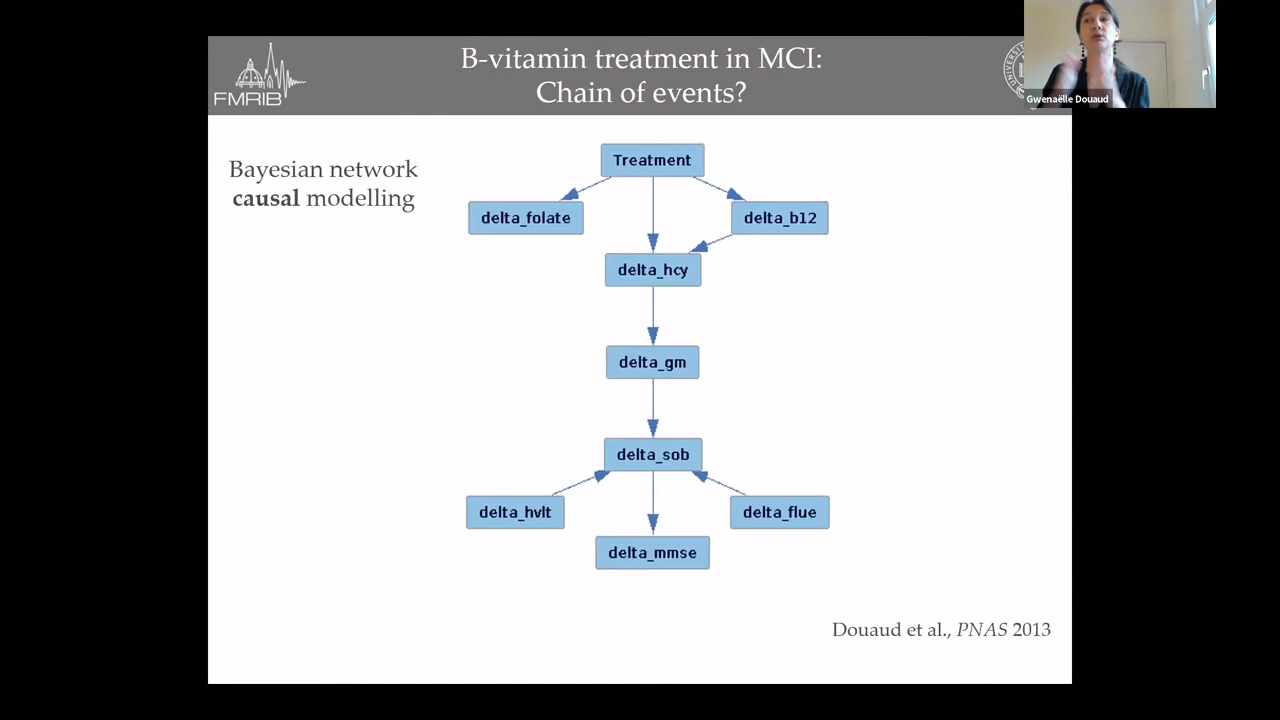 B-vitamin treatment in MCI:
Chain of events?
FMRIB
Gwenaëlle Douaud
Bayesian network
causal modelling
Treatment
delta_folate
delta_b12
delta_hcy
delta_gm
delta_sob
delta_hvlt
delta_flue
delta_mmse
Douaud et al., PNAS 2013